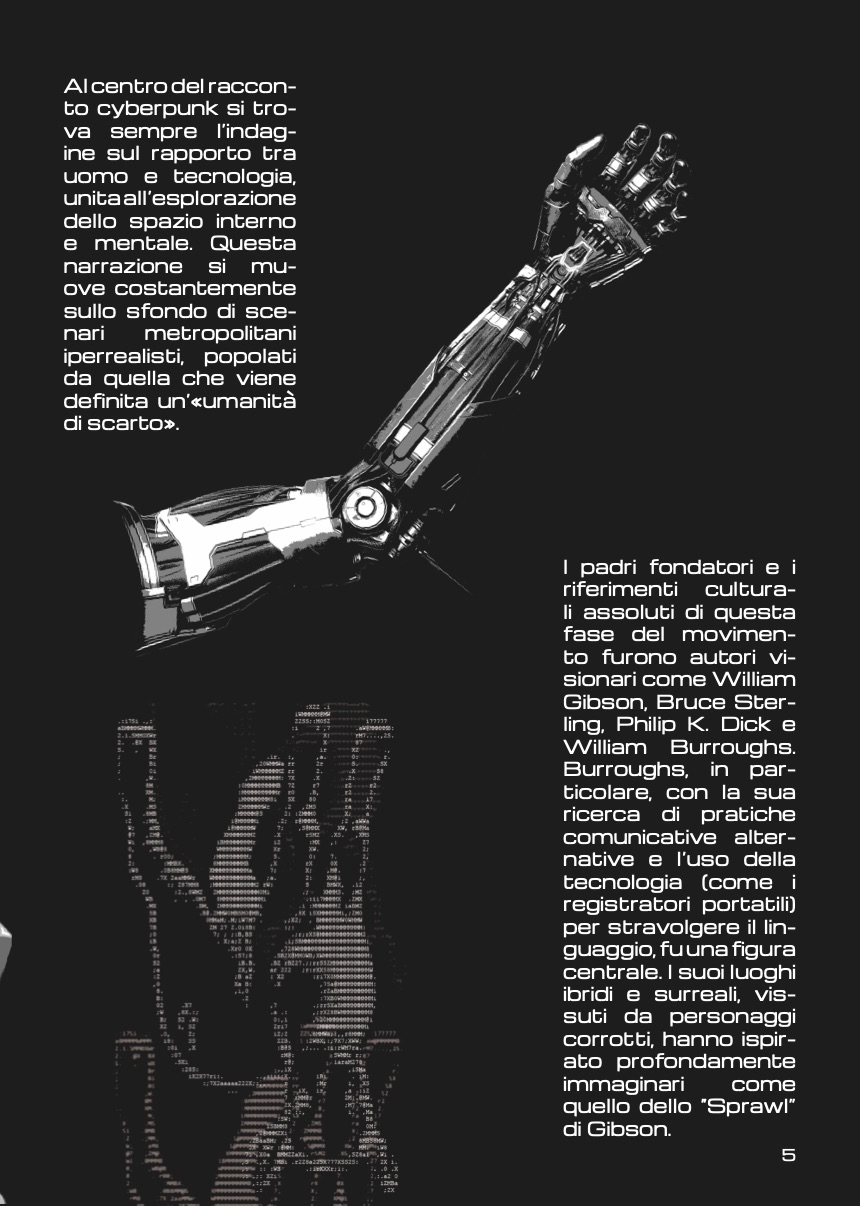 Al centro del raccon-
to cyberpunk si tro-
va sempre l'indag-
ine sul rapporto tra
uomo e tecnologia,
unita all'esplorazione
dello spazio interno
e mentale. Questa
narrazione si mu-
ove costantemente
sullo sfondo di sce-
nari metropolitani
iperrealisti, popolati
da quella che viene
definita un'«umanità
di scarto».
I padri fondatori e i
riferimenti cultura-
li assoluti di questa
fase del movimen-
to furono autori vi-
sionari come William
Gibson, Bruce Ster-
ling, Philip K. Dick e
William Burroughs.
Burroughs, in par-
ticolare, con la sua
ricerca di pratiche
comunicative alter-
native e l'uso della
tecnologia (come i
registratori portatili)
per stravolgere il lin-
guaggio, fu una figura
centrale. I suoi luoghi
ibridi e surreali, vis-
suti da personaggi
corrotti, hanno ispir-
ato profondamente
immaginari come
quello dello "Sprawl"
di Gibson.
5